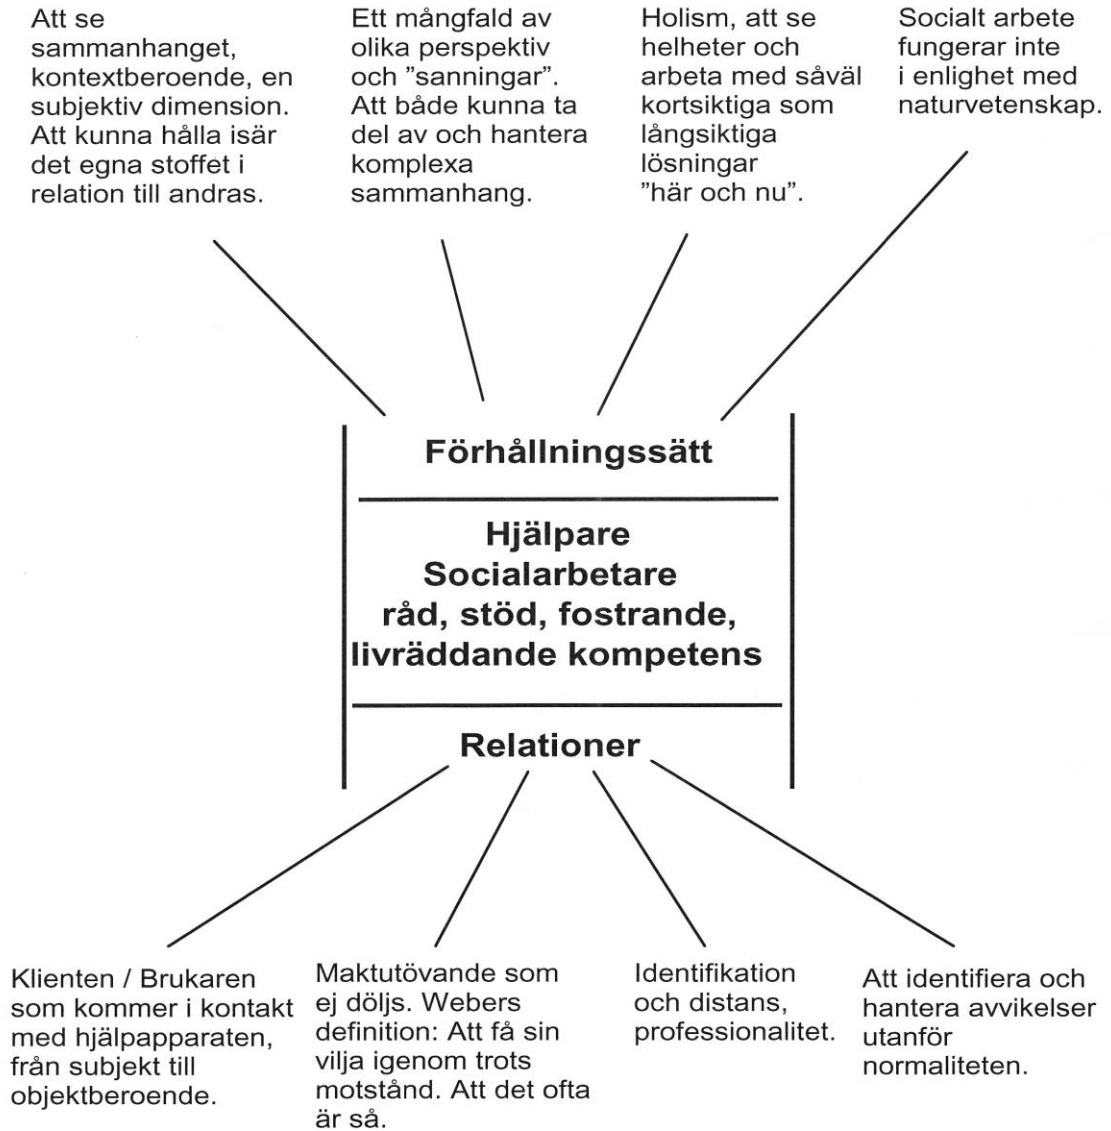 Att se
sammanhanget,
kontextberoende, en
subjektiv dimension.
Att kunna hålla isär
det egna stoffet i
relation till andras.
Ett mångfald av
olika perspektiv
och ”sanningar”.
Att både kunna ta
del av och hantera
komplexa
sammanhang.
Holism, att se
helheter och
arbeta med såväl
kortsiktiga som
långsiktiga
lösningar
”här och nu”.
Socialt arbete
fungerar inte
i enlighet med
naturvetenskap.
Förhållningssätt
Hjälpare
Socialarbetare
råd, stöd, fostrande,
livräddande kompetens
Relationer
Klienten / Brukaren
som kommer i kontakt
med hjälpapparaten,
från subjekt till
objektberoende.
Maktutövande som
ej döljs. Webers
definition: Att få sin
vilja igenom trots
motstånd. Att det ofta
är så.
Identifikation
och distans,
professionalitet.
Att identifiera och
hantera avvikelser
utanför
normaliteten.